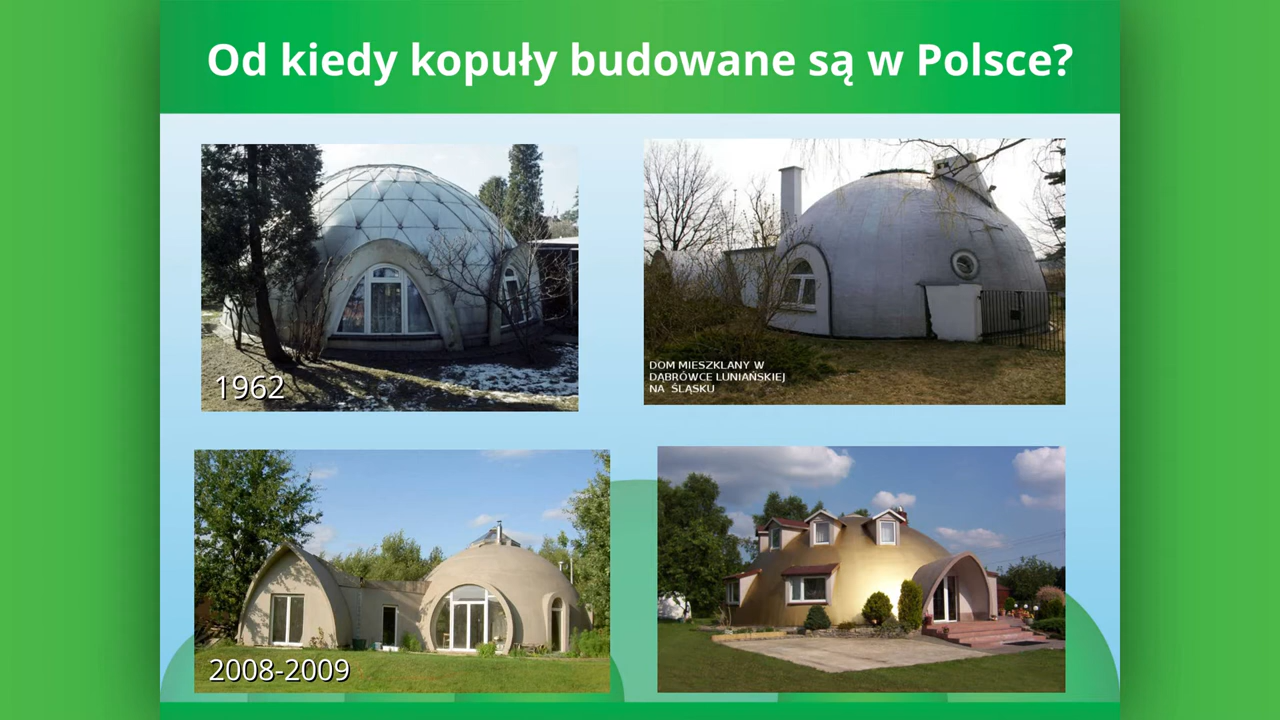 Od kiedy kopuły budowane są w Polsce?
1962
DOM MIESZKLANY W
DĄBRÓWCE LUNIAŃSKIEJ
NA ŚLĄSKU
2008-2009